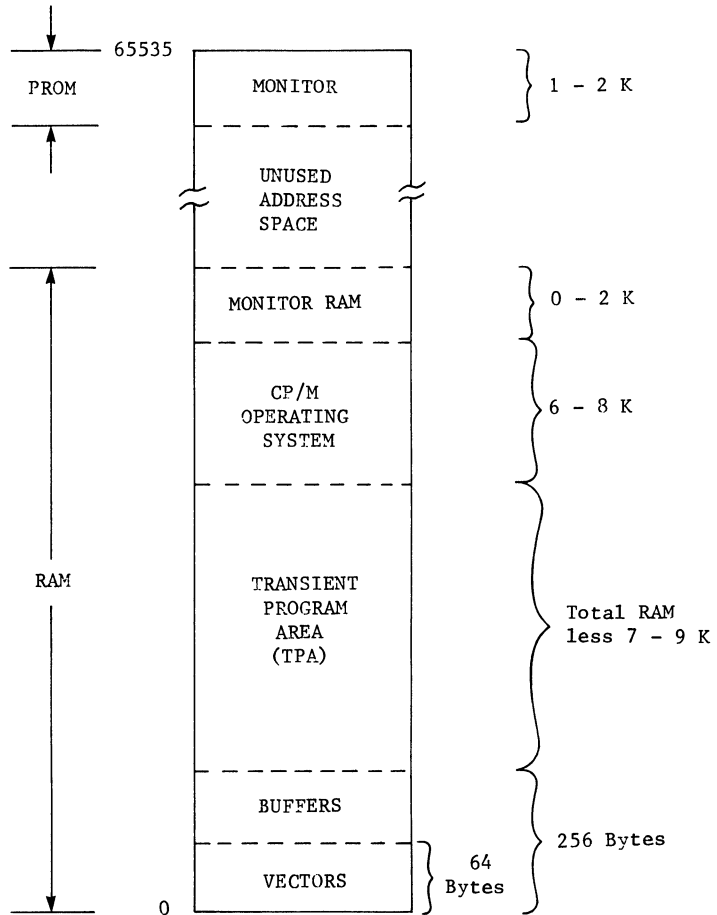 65535
PROM
MONITOR
1 - 2 K
UNUSED
ADDRESS
SPACE
MONITOR RAM
0 - 2 K
CP/M
OPERATING
SYSTEM
6 - 8 K
RAM
TRANSIENT
PROGRAM
AREA
(TPA)
Total RAM
less 7 - 9 K
BUFFERS
256 Bytes
VECTORS
64
Bytes
0